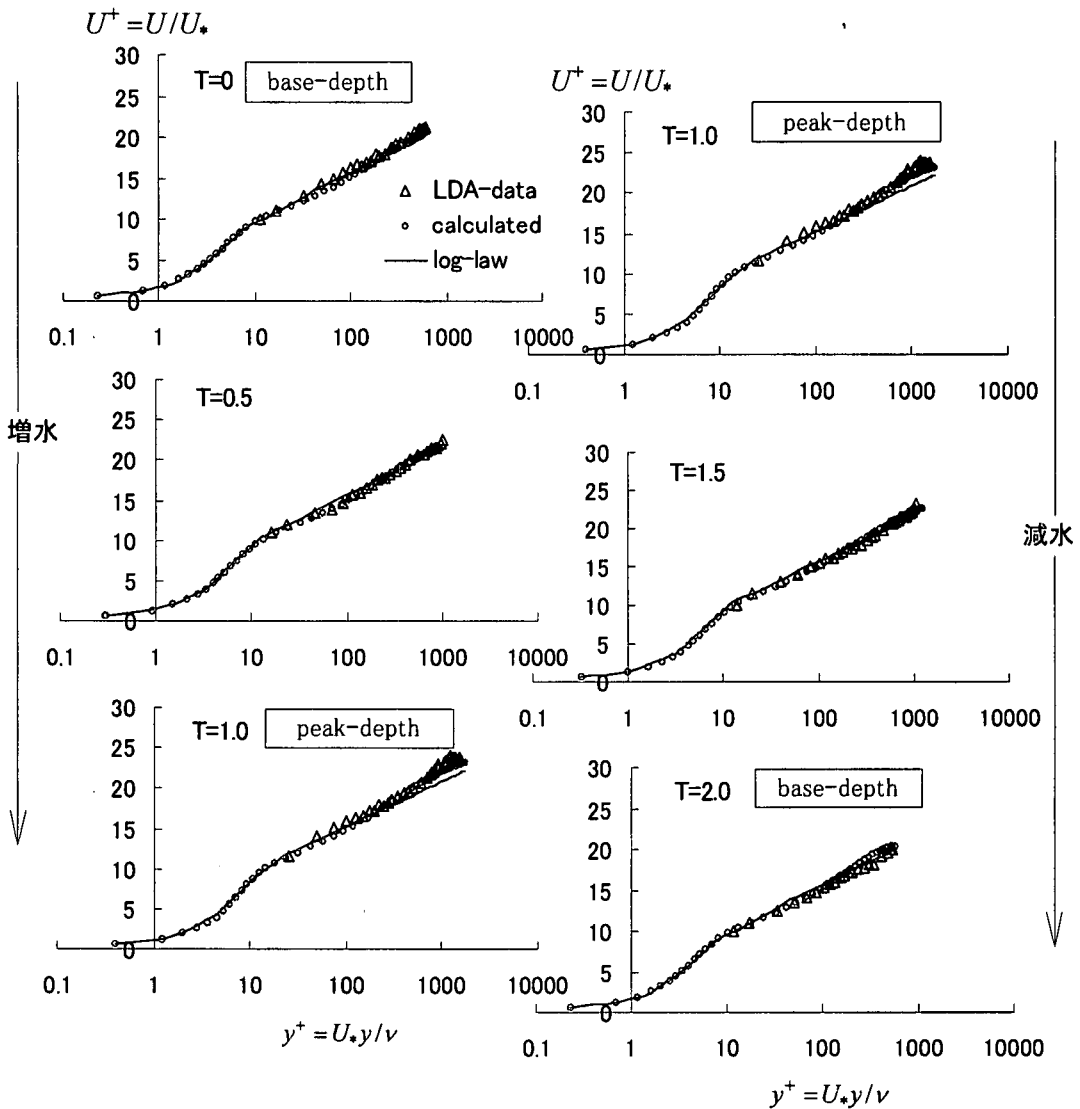 U⁺ = U/U*
30
T=0
base-depth
25
20
15
10
5
0
△ LDA-data
○ calculated
— log-law
0.1 1 10 100 1000 10000
増水
30
T=0.5
25
20
15
10
5
0
0.1 1 10 100 1000 10000
30
T=1.0
peak-depth
25
20
15
10
5
0
0.1 1 10 100 1000 10000
y⁺ = U*y/ν
U⁺ = U/U*
30
T=1.0
peak-depth
25
20
15
10
5
0
0.1 1 10 100 1000 10000
減水
30
T=1.5
25
20
15
10
5
0
0.1 1 10 100 1000 10000
30
T=2.0
base-depth
25
20
15
10
5
0
0.1 1 10 100 1000 10000
y⁺ = U*y/ν